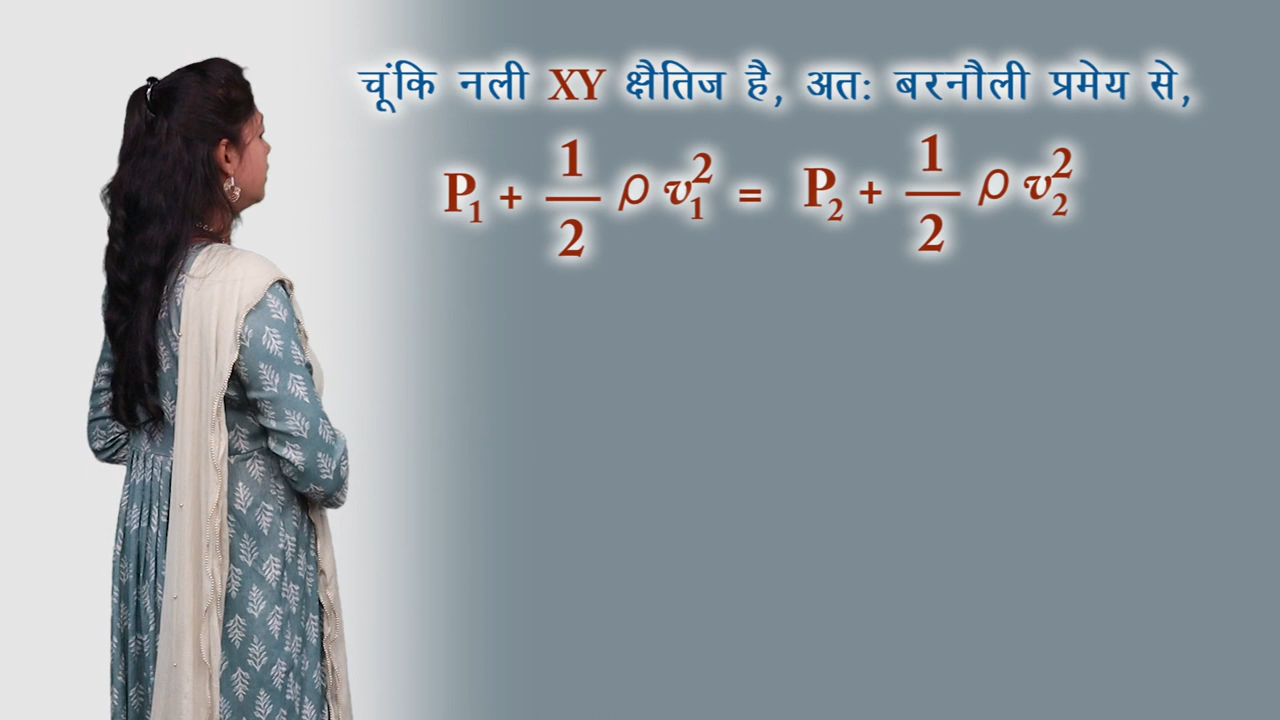 चूंकि नली XY क्षैतिज है, अत: बरनौली प्रमेय से,
P₁ + 1/2 ρ v₁² = P₂ + 1/2 ρ v₂²